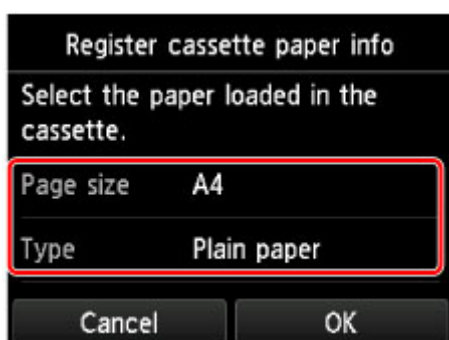 Register cassette paper info
Select the paper loaded in the
cassette.
Page size A4
Type Plain paper
Cancel OK